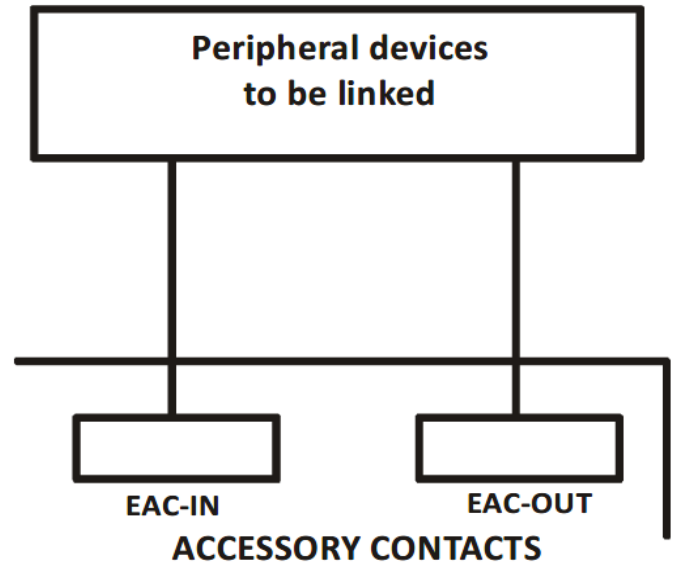 Peripheral devices
to be linked
EAC-IN
EAC-OUT
ACCESSORY CONTACTS